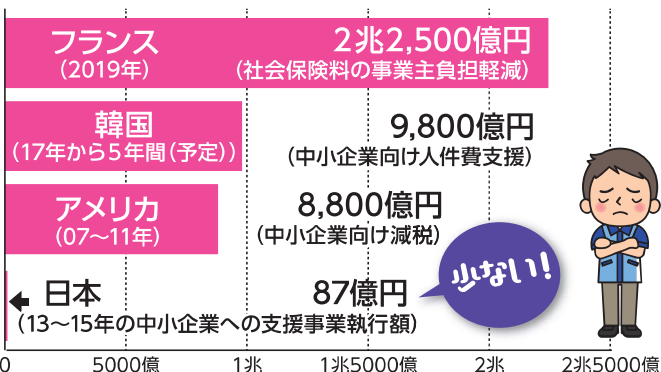 フランス
(2019年)
2兆2,500億円
(社会保険料の事業主負担軽減)
韓国
(17年から5年間(予定))
9,800億円
(中小企業向け人件費支援)
アメリカ
(07～11年)
8,800億円
(中小企業向け減税)
日本
87億円
(13～15年の中小企業への支援事業執行額)
少ない!
0 5000億 1兆 1兆5000億 2兆 2兆5000億